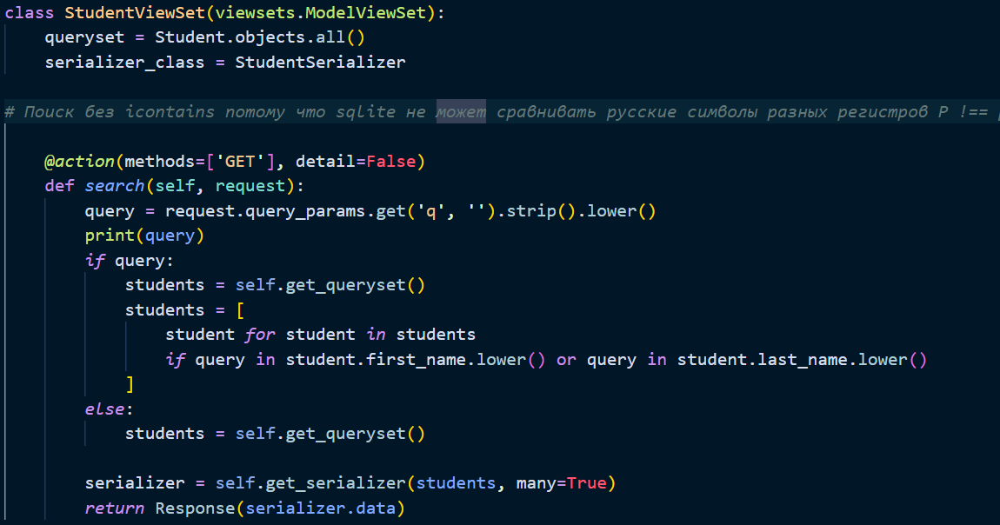 class StudentViewSet(viewsets.ModelViewSet):
    queryset = Student.objects.all()
    serializer_class = StudentSerializer

# Поиск без icontains потому что sqlite не может сравнивать русские символы разных регистров Р !==

    @action(methods=['GET'], detail=False)
    def search(self, request):
        query = request.query_params.get('q', '').strip().lower()
        print(query)
        if query:
            students = self.get_queryset()
            students = [
                student for student in students
                if query in student.first_name.lower() or query in student.last_name.lower()
            ]
        else:
            students = self.get_queryset()

        serializer = self.get_serializer(students, many=True)
        return Response(serializer.data)